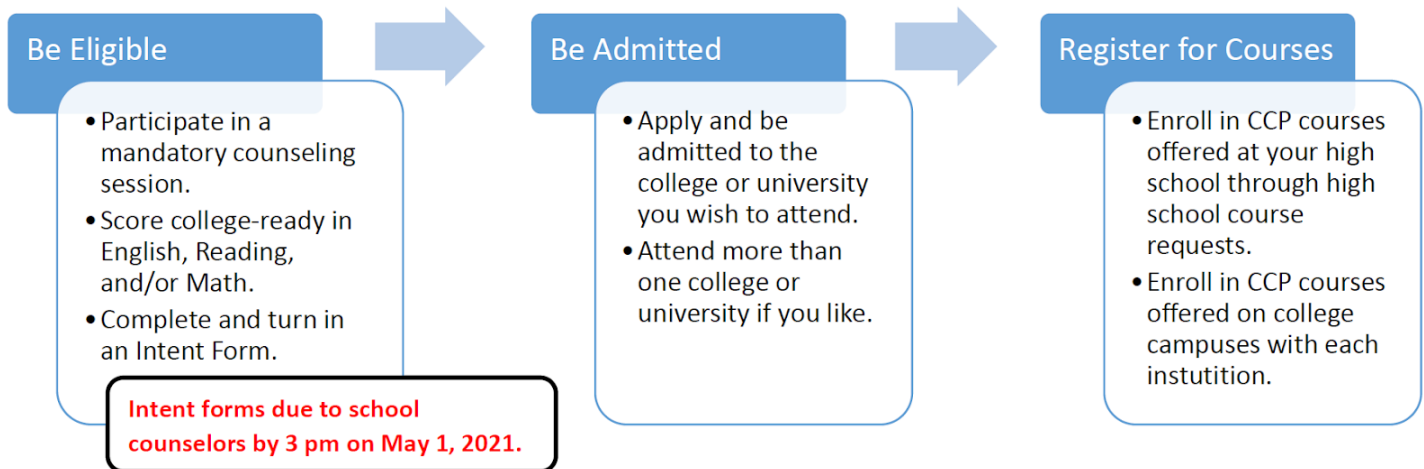 Be Eligible
• Participate in a
mandatory counseling
session.
• Score college-ready in
English, Reading,
and/or Math.
• Complete and turn in
an Intent Form.
Intent forms due to school
counselors by 3 pm on May 1, 2021.
Be Admitted
• Apply and be
admitted to the
college or university
you wish to attend.
• Attend more than
one college or
university if you like.
Register for Courses
• Enroll in CCP courses
offered at your high
school through high
school course
requests.
• Enroll in CCP courses
offered on college
campuses with each
instutition.